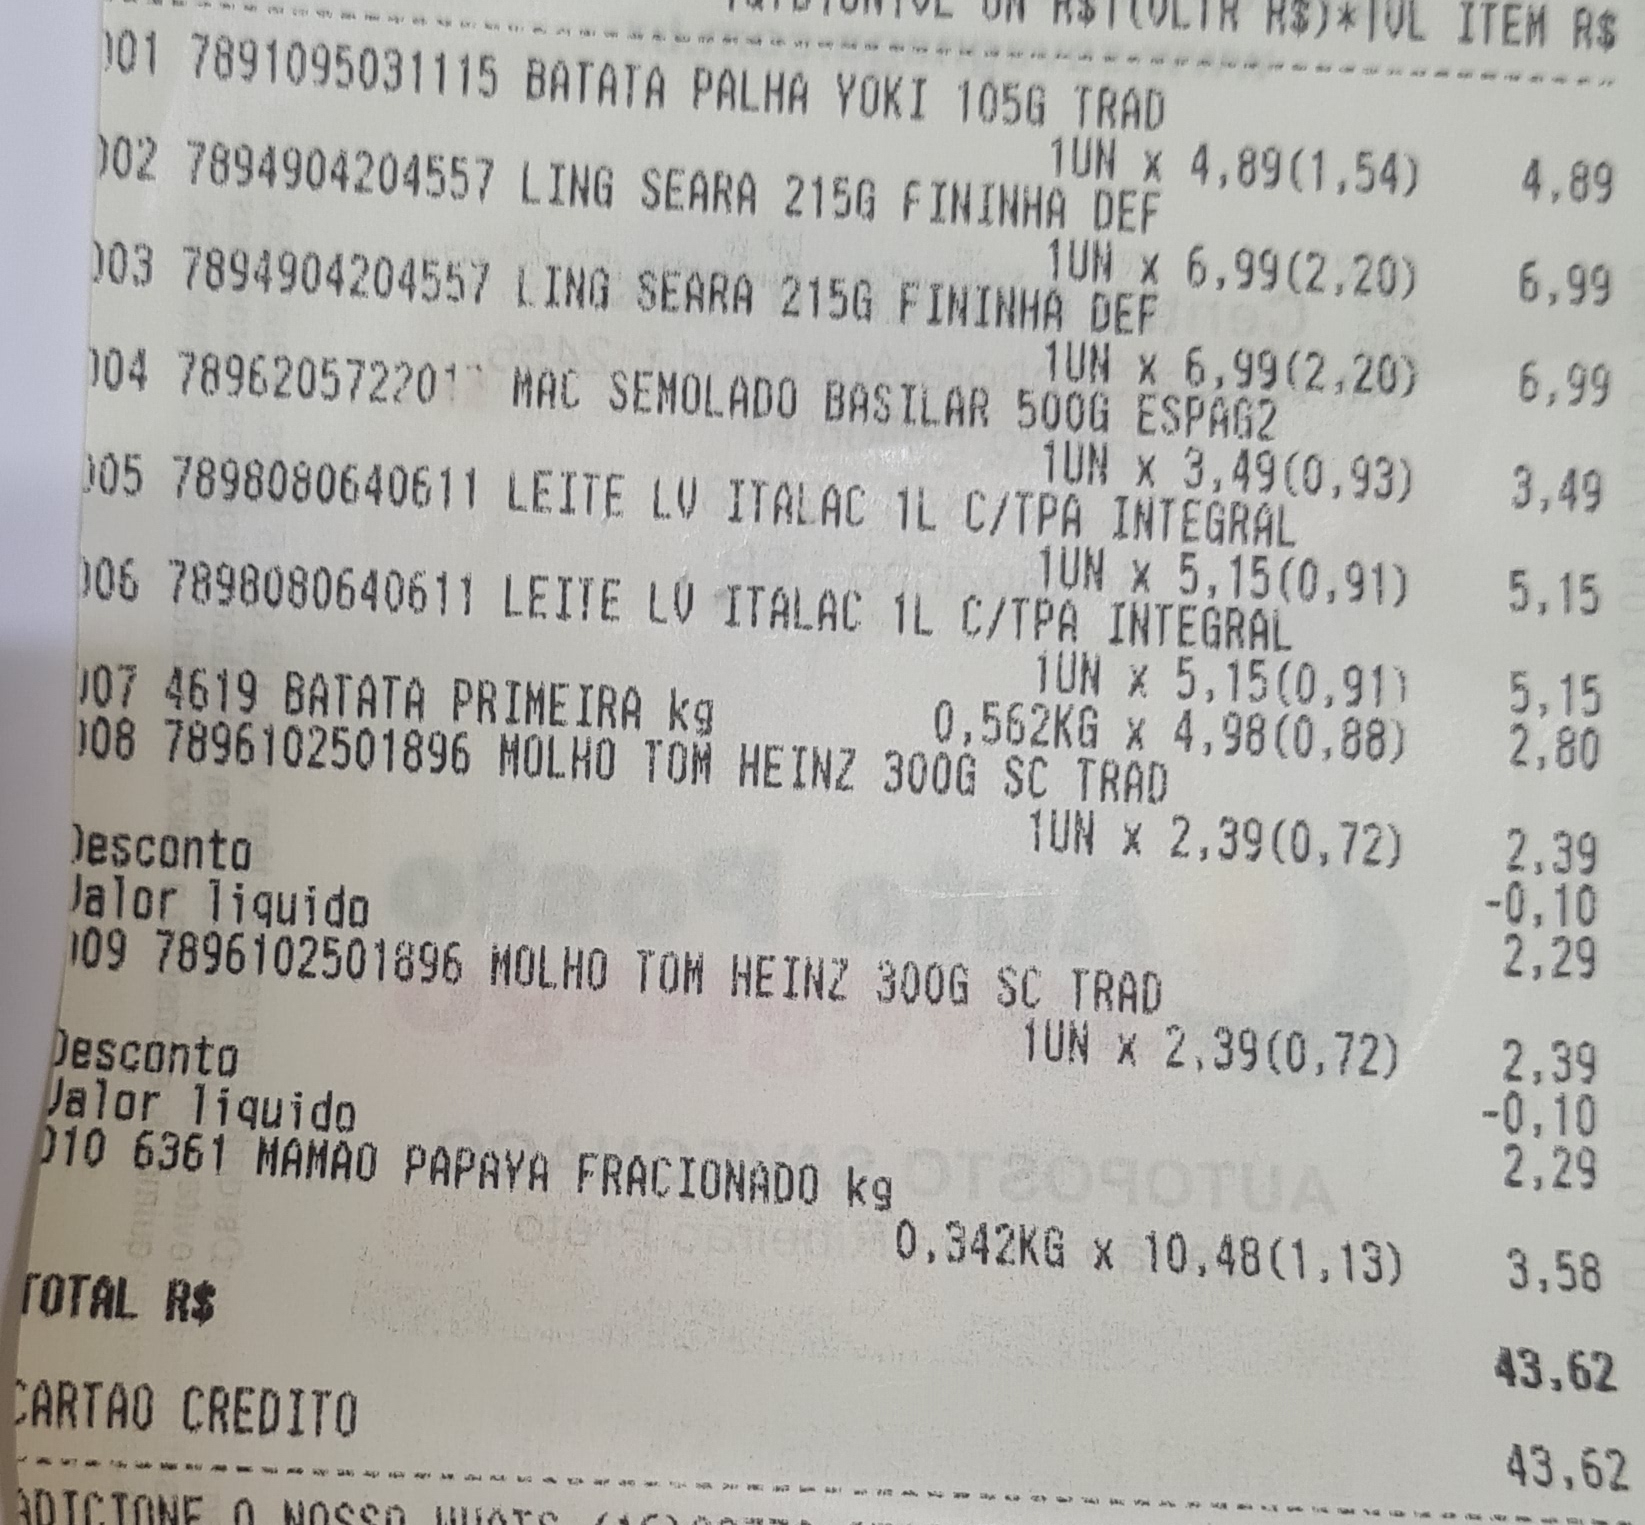 UN R$|(VLTR R$)*|VL ITEM R$
001 7891095031115 BATATA PALHA YOKI 105G TRAD
1UN x 4,89(1,54) 4,89
002 7894904204557 LING SEARA 215G FININHA DEF
1UN x 6,99(2,20) 6,99
003 7894904204557 LING SEARA 215G FININHA DEF
1UN x 6,99(2,20) 6,99
004 MAC SEMOLADO BASILAR 500G ESPAG2
1UN x 3,49(0,93) 3,49
005 7898080640611 LEITE LV ITALAC 1L C/TPA INTEGRAL
1UN x 5,15(0,91) 5,15
006 7898080640611 LEITE LV ITALAC 1L C/TPA INTEGRAL
1UN x 5,15(0,91) 5,15
007 4619 BATATA PRIMEIRA kg 0,562KG x 4,98(0,88) 2,80
008 7896102501896 MOLHO TOM HEINZ 300G SC TRAD
1UN x 2,39(0,72) 2,39
Desconto -0,10
Valor liquido 2,29
009 7896102501896 MOLHO TOM HEINZ 300G SC TRAD
1UN x 2,39(0,72) 2,39
Desconto -0,10
Valor liquido 2,29
010 6361 MAMAO PAPAYA FRACIONADO kg
0,342KG x 10,48(1,13) 3,58
TOTAL R$ 43,62
CARTAO CREDITO 43,62
ADICIONE O NOSSO WHATS